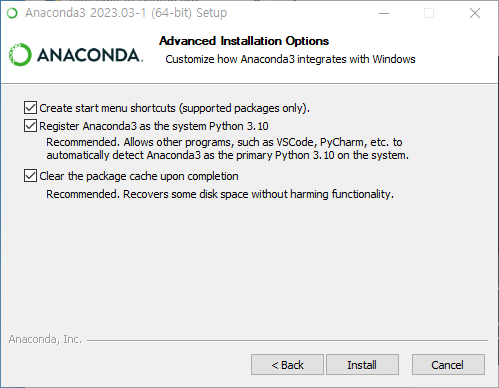 Anaconda3 2023.03-1 (64-bit) Setup
ANACONDA.
Advanced Installation Options
Customize how Anaconda3 integrates with Windows
Create start menu shortcuts (supported packages only).
Register Anaconda3 as the system Python 3.10
Recommended. Allows other programs, such as VSCode, PyCharm, etc. to
automatically detect Anaconda3 as the primary Python 3.10 on the system.
Clear the package cache upon completion
Recommended. Recovers some disk space without harming functionality.
Anaconda, Inc.
< Back
Install
Cancel